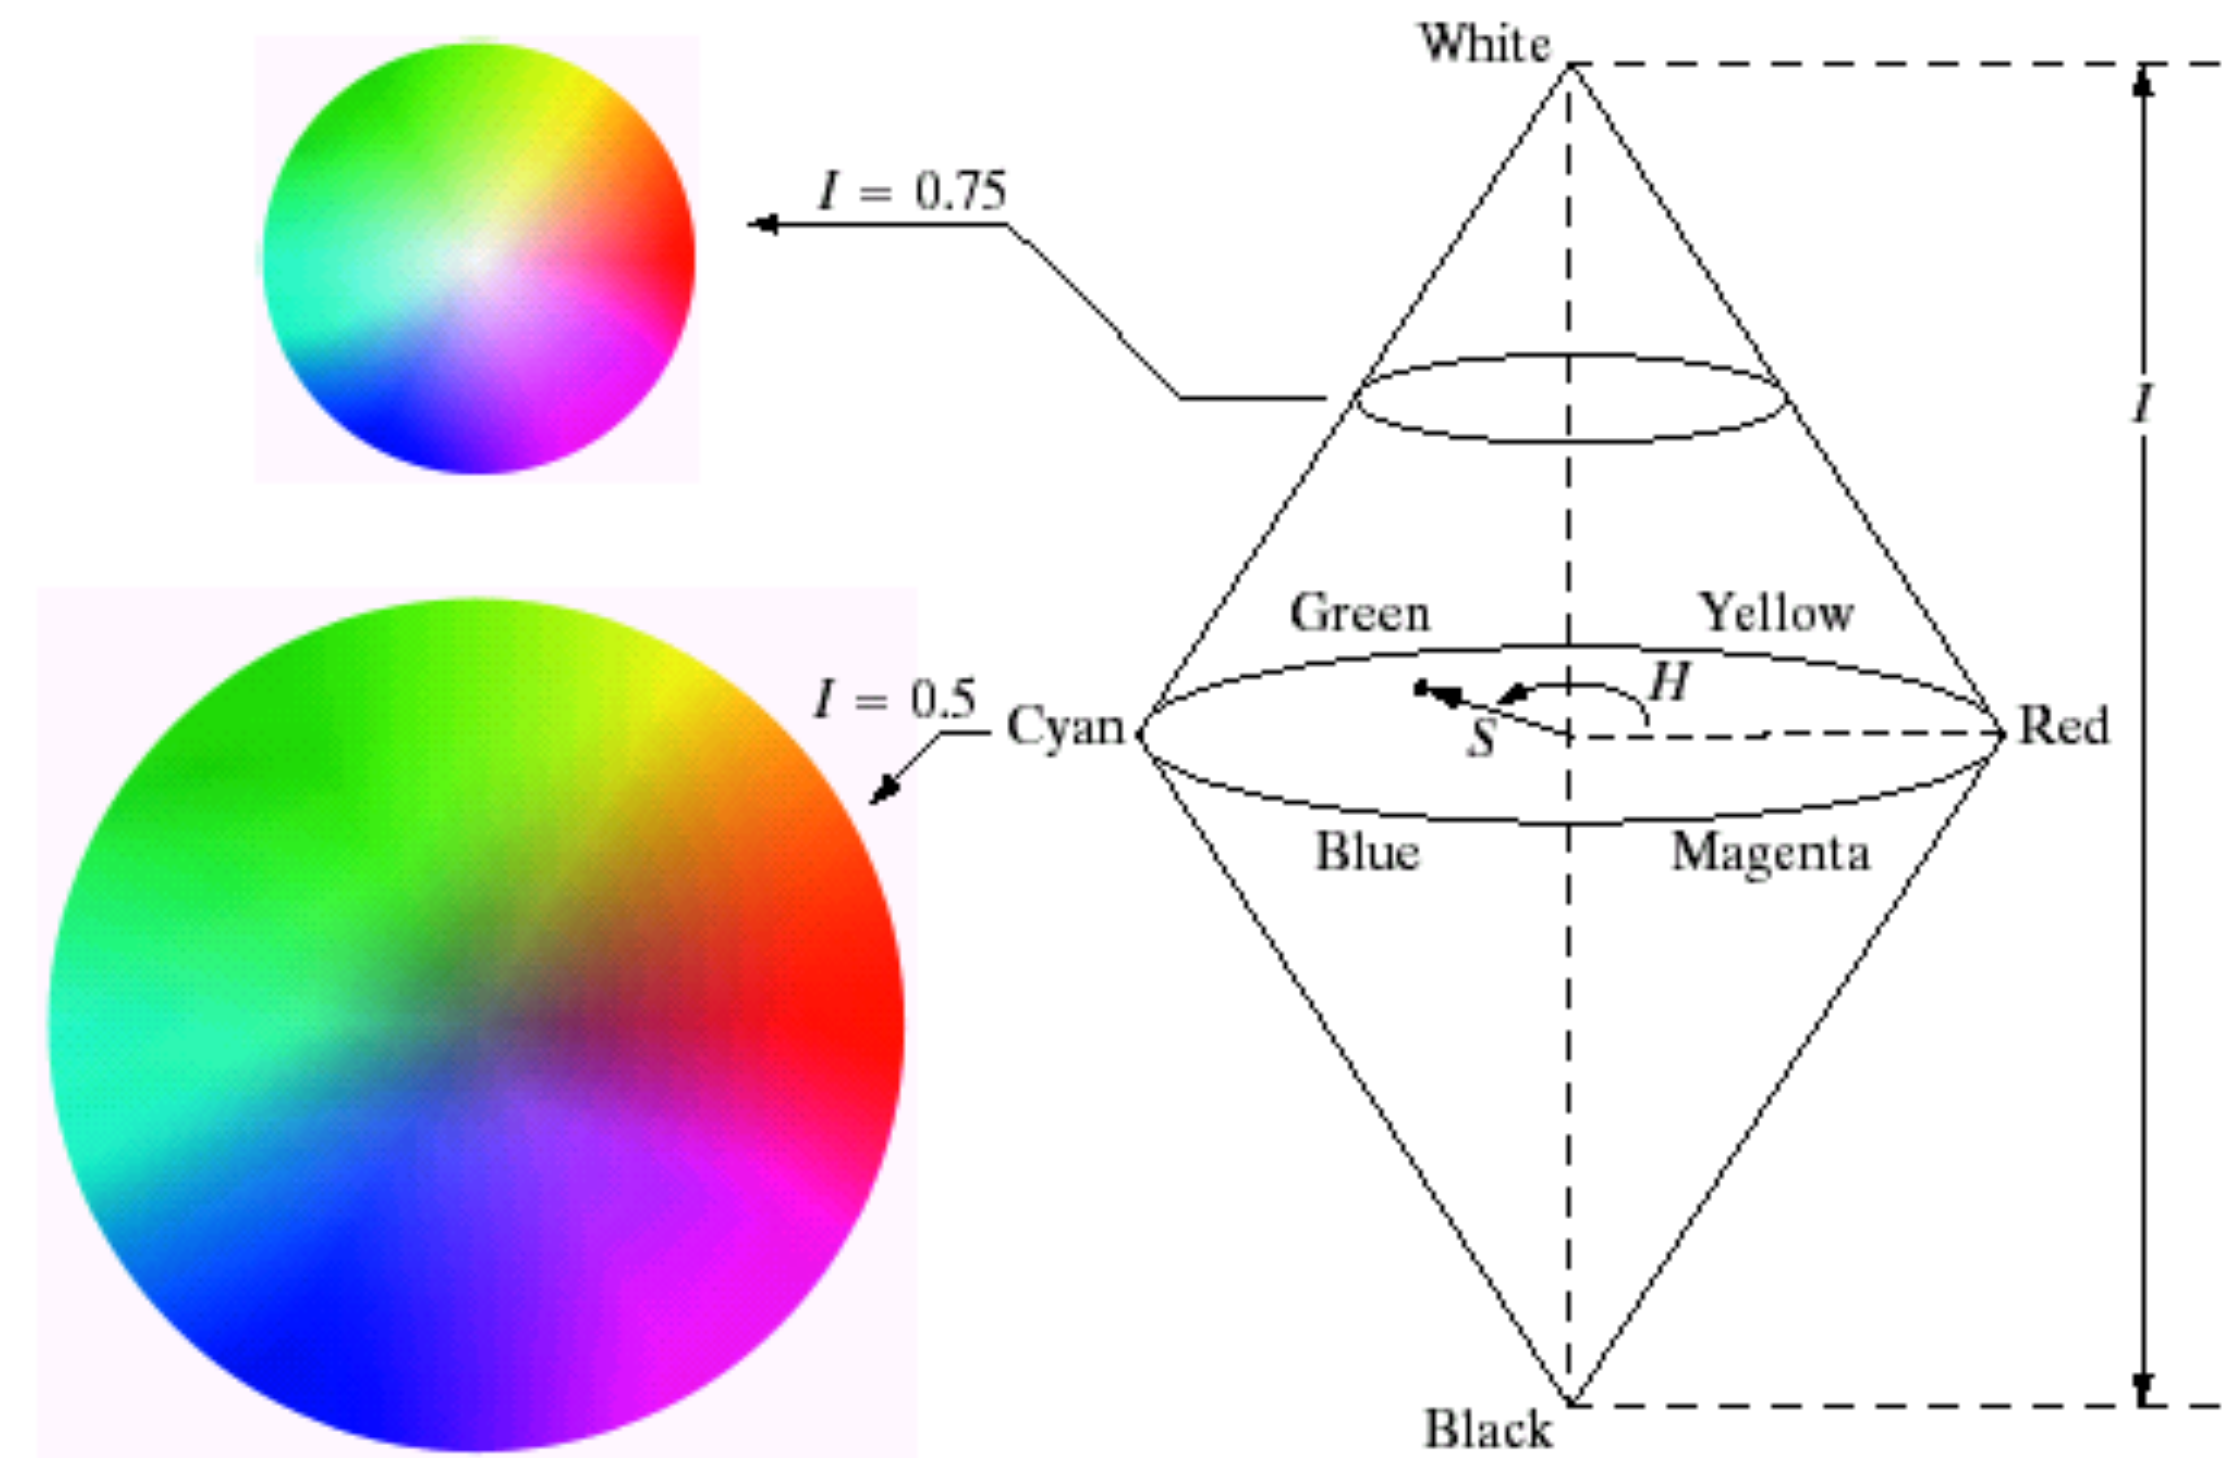 White
I = 0.75
I
Green Yellow
H
I = 0.5
Cyan S Red
Blue Magenta
Black